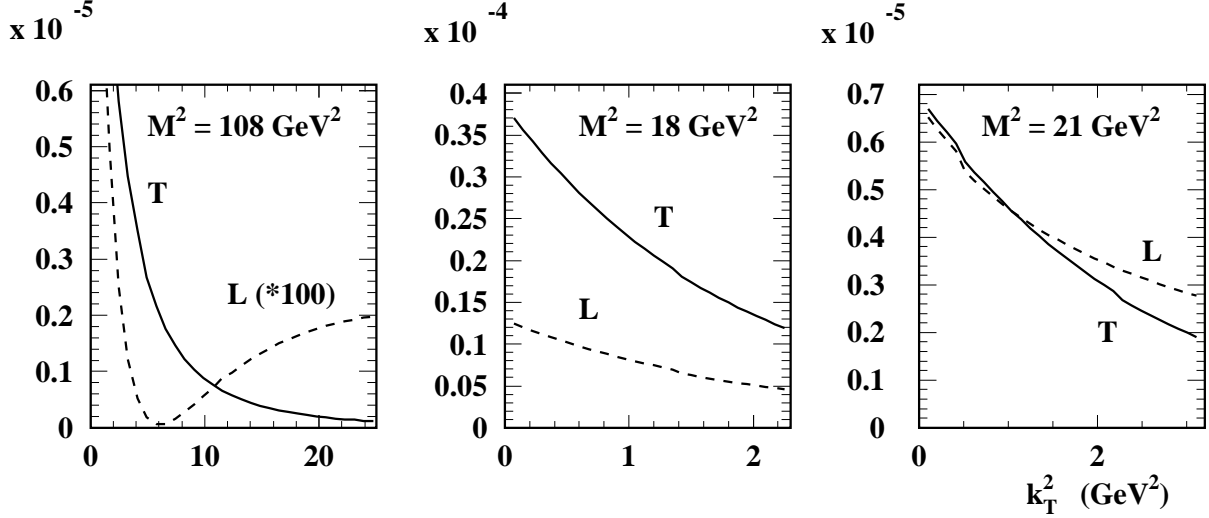 x 10 -5
M2 = 108 GeV2
T
L (*100)
0.6
0.5
0.4
0.3
0.2
0.1
0
0 10 20
x 10 -4
M2 = 18 GeV2
T
L
0.4
0.35
0.3
0.25
0.2
0.15
0.1
0.05
0
0 1 2
x 10 -5
M2 = 21 GeV2
L
T
0.7
0.6
0.5
0.4
0.3
0.2
0.1
0
0 2
k2T (GeV2)